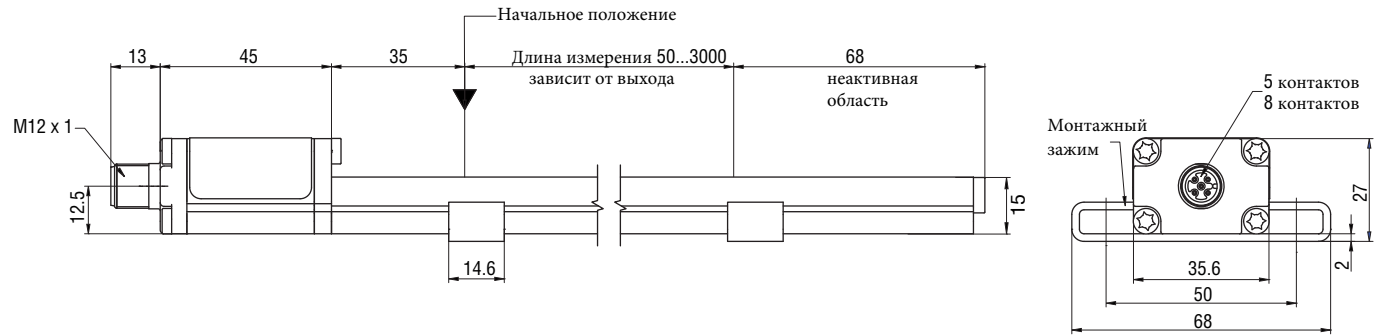 Начальное положение
13
45
35
Длина измерения 50...3000
зависит от выхода
68
неактивная
область
M12 x 1
12.5
14.6
15
5 контактов
8 контактов
Монтажный
зажим
27
2
35.6
50
68